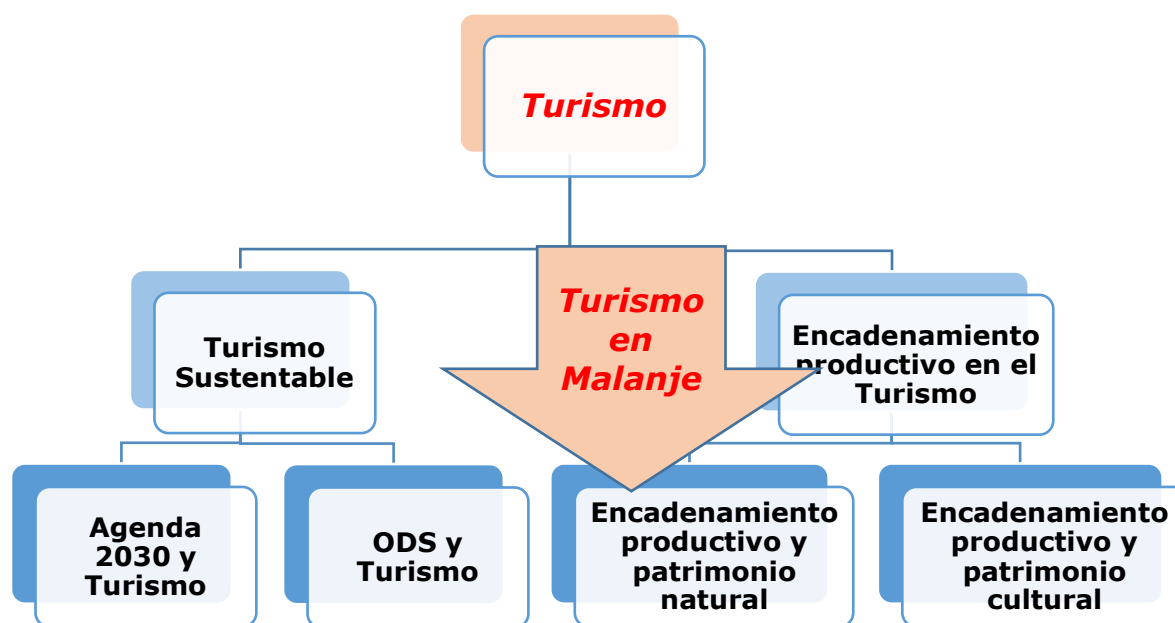 Turismo
Turismo
en
Malanje
Turismo
Sustentable
Encadenamiento
productivo en el
Turismo
Agenda
2030 y
Turismo
ODS y
Turismo
Encadenamiento
productivo y
patrimonio
natural
Encadenamiento
productivo y
patrimonio
cultural